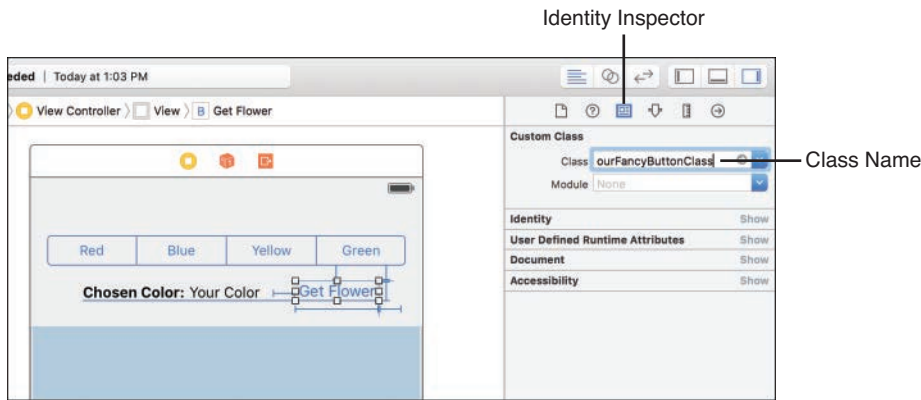 Identity Inspector
eded | Today at 1:03 PM
View Controller View B Get Flower
Custom Class
Class ourFancyButtonClass
Class Name
Module None
Identity Show
User Defined Runtime Attributes Show
Document Show
Accessibility Show
Red Blue Yellow Green
Chosen Color: Your Color Get Flower